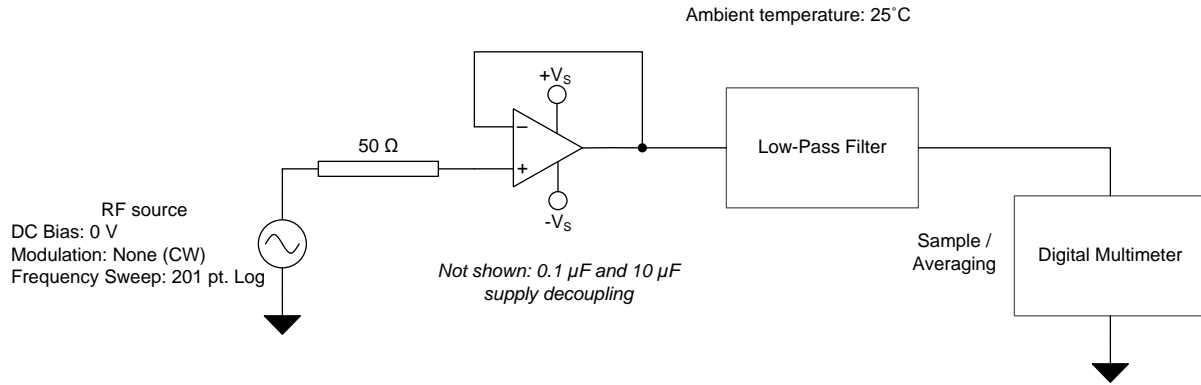 Ambient temperature: 25˚C
+VS
50 Ω
−
+
-VS
Low-Pass Filter
RF source
DC Bias: 0 V
Modulation: None (CW)
Frequency Sweep: 201 pt. Log
Not shown: 0.1 µF and 10 µF
supply decoupling
Sample /
Averaging
Digital Multimeter